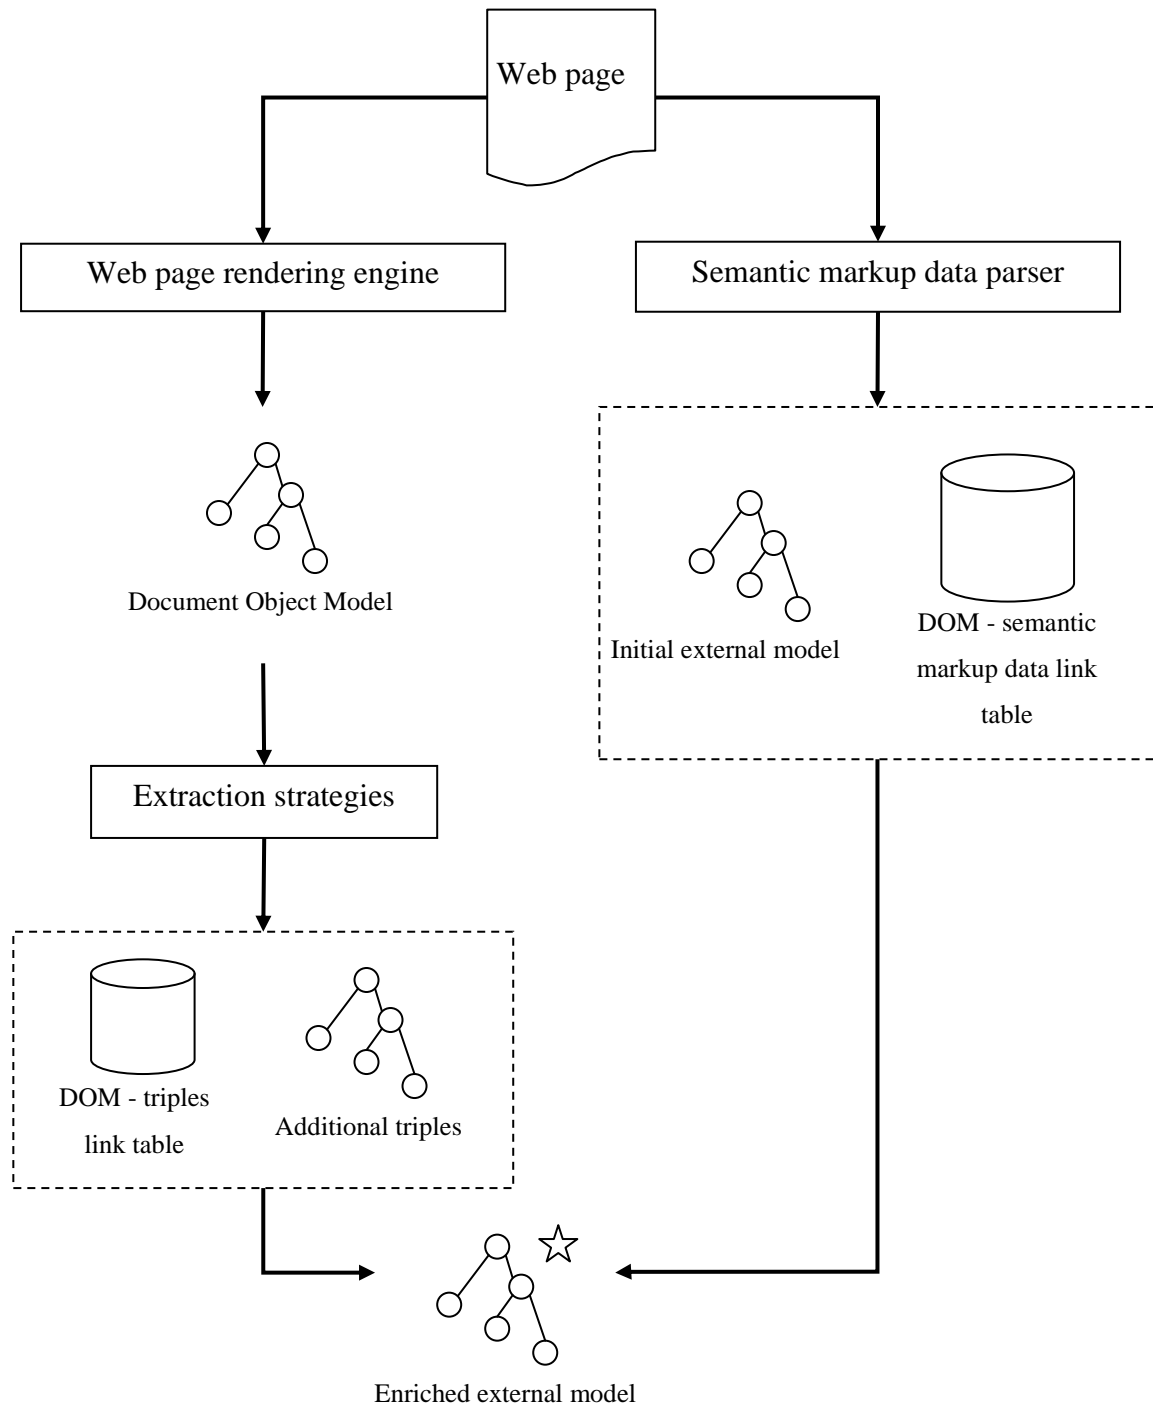 Web page
Web page rendering engine
Semantic markup data parser
Document Object Model
Initial external model
DOM - semantic
markup data link
table
Extraction strategies
DOM - triples
link table
Additional triples
Enriched external model